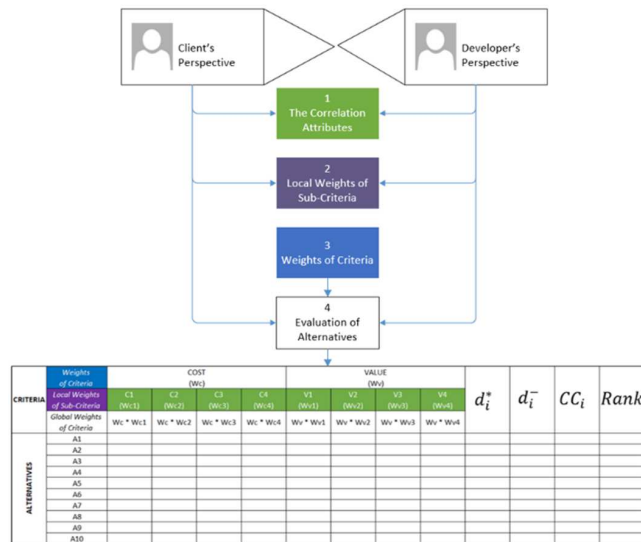 Client's
Perspective
Developer's
Perspective
1
The Correlation
Attributes
2
Local Weights of
Sub-Criteria
3
Weights of Criteria
4
Evaluation of
Alternatives
CRITERIA
Weights
of Criteria
COST
(Wc)
VALUE
(Wv)
d*i
d-i
CCi
Rank
Local Weights
of Sub-Criteria
C1
(Wc1)
C2
(Wc2)
C3
(Wc3)
C4
(Wc4)
V1
(Wv1)
V2
(Wv2)
V3
(Wv3)
V4
(Wv4)
Global Weights
of Criteria
Wc * Wc1
Wc * Wc2
Wc * Wc3
Wc * Wc4
Wv * Wv1
Wv * Wv2
Wv * Wv3
Wv * Wv4
ALTERNATIVES
A1
A2
A3
A4
A5
A6
A7
A8
A9
A10